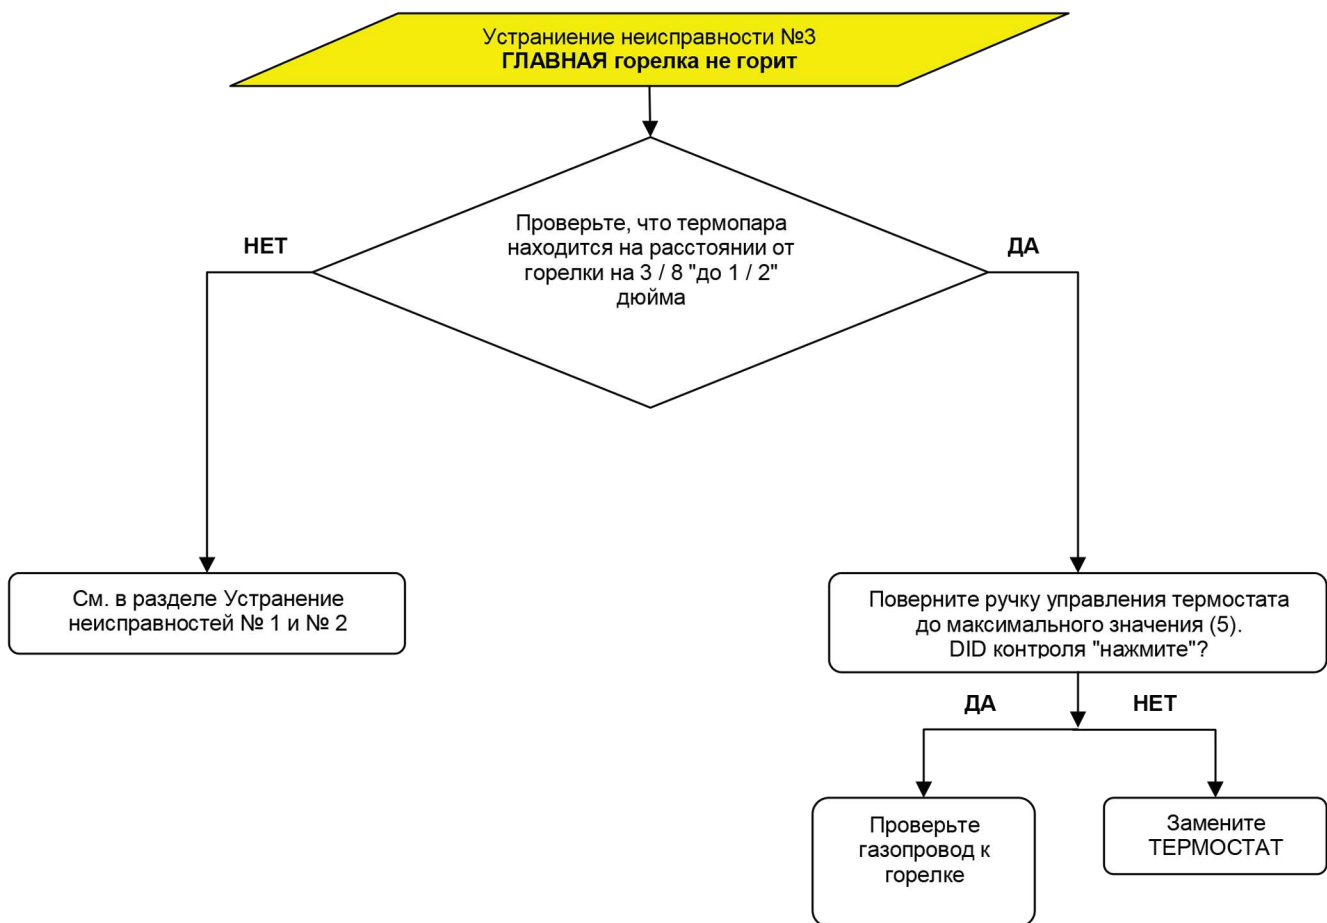 Устраниение неисправности №3
ГЛАВНАЯ горелка не горит
Проверьте, что термопара
находится на расстоянии от
горелки на 3 / 8 "до 1 / 2"
дюйма
НЕТ
ДА
См. в разделе Устранение
неисправностей № 1 и № 2
Поверните ручку управления термостата
до максимального значения (5).
DID контроля "нажмите"?
ДА
НЕТ
Проверьте
газопровод к
горелке
Замените
ТЕРМОСТАТ